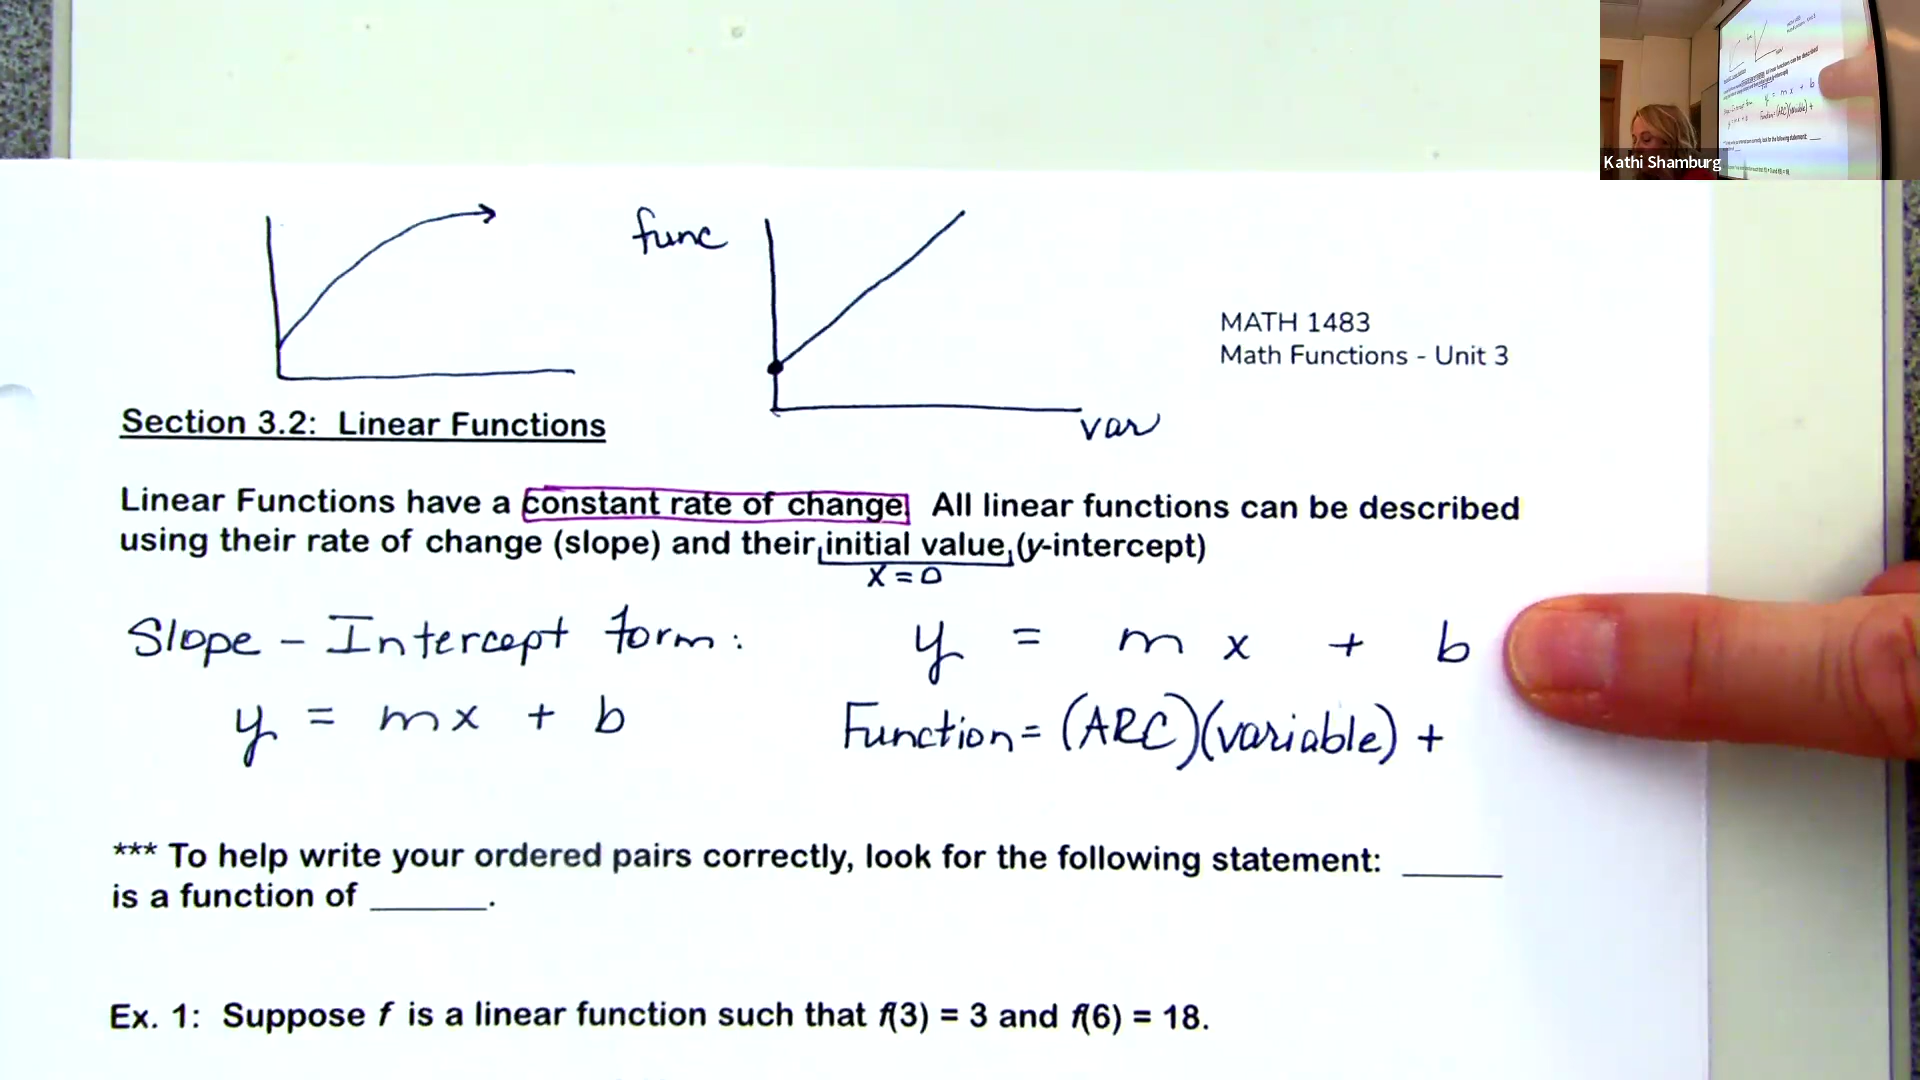 Kathi Shamburg
func
MATH 1483
Math Functions - Unit 3
var
Section 3.2: Linear Functions
Linear Functions have a constant rate of change. All linear functions can be described
using their rate of change (slope) and their initial value (y-intercept)
x = 0
Slope - Intercept form:
y = mx + b
y = m x + b
Function = (ARC)(variable) +
*** To help write your ordered pairs correctly, look for the following statement: ______
is a function of _______.
Ex. 1: Suppose f is a linear function such that f(3) = 3 and f(6) = 18.